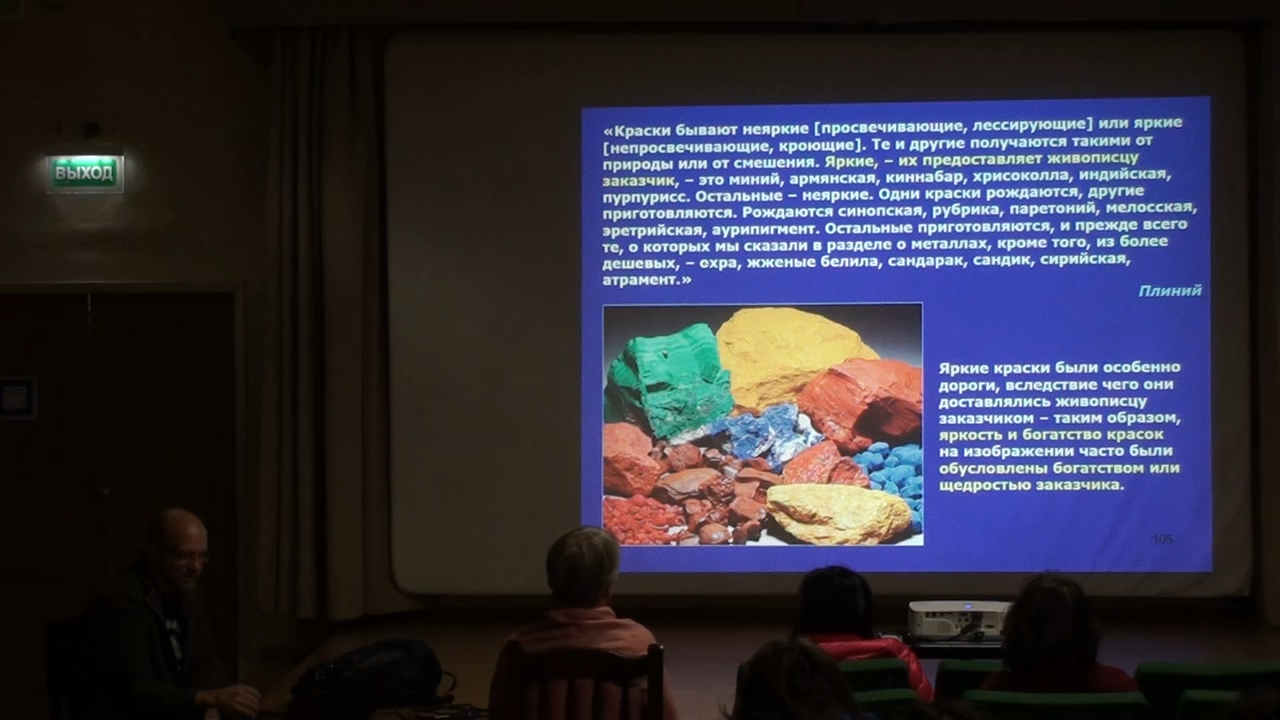 ВЫХОД
«Краски бывают неяркие [просвечивающие, лессирующие] или яркие
[непросвечивающие, кроющие]. Те и другие получаются такими от
природы или от смешения. Яркие, – их предоставляет живописцу
заказчик, – это миний, армянская, киннабар, хрисоколла, индийская,
пурпурисс. Остальные – неяркие. Одни краски рождаются, другие
приготовляются. Рождаются синопская, рубрика, паретоний, мелосская,
эретрийская, аурипигмент. Остальные приготовляются, и прежде всего
те, о которых мы сказали в разделе о металлах, кроме того, из более
дешевых, – охра, жженые белила, сандарак, сандик, сирийская,
атрамент.»
Плиний
Яркие краски были особенно
дороги, вследствие чего они
доставлялись живописцу
заказчиком – таким образом,
яркость и богатство красок
на изображении часто были
обусловлены богатством или
щедростью заказчика.
105